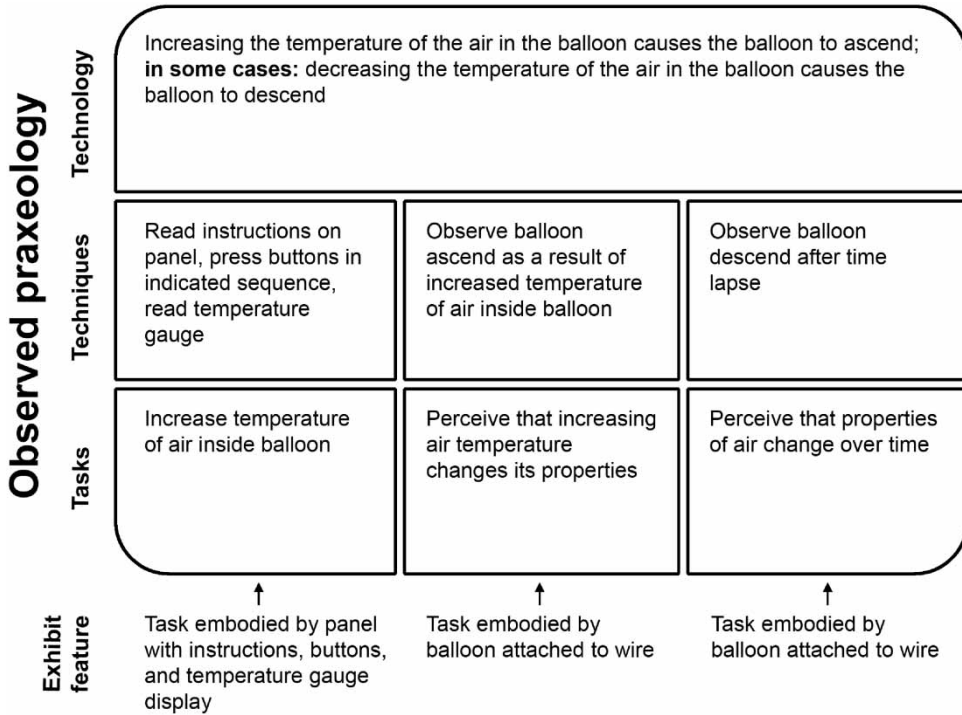 Observed praxeology
Technology
Increasing the temperature of the air in the balloon causes the balloon to ascend;
in some cases: decreasing the temperature of the air in the balloon causes the
balloon to descend
Techniques
Read instructions on
panel, press buttons in
indicated sequence,
read temperature
gauge
Observe balloon
ascend as a result of
increased temperature
of air inside balloon
Observe balloon
descend after time
lapse
Tasks
Increase temperature
of air inside balloon
Perceive that increasing
air temperature
changes its properties
Perceive that properties
of air change over time
Exhibit
feature
Task embodied by panel
with instructions, buttons,
and temperature gauge
display
Task embodied by
balloon attached to wire
Task embodied by
balloon attached to wire